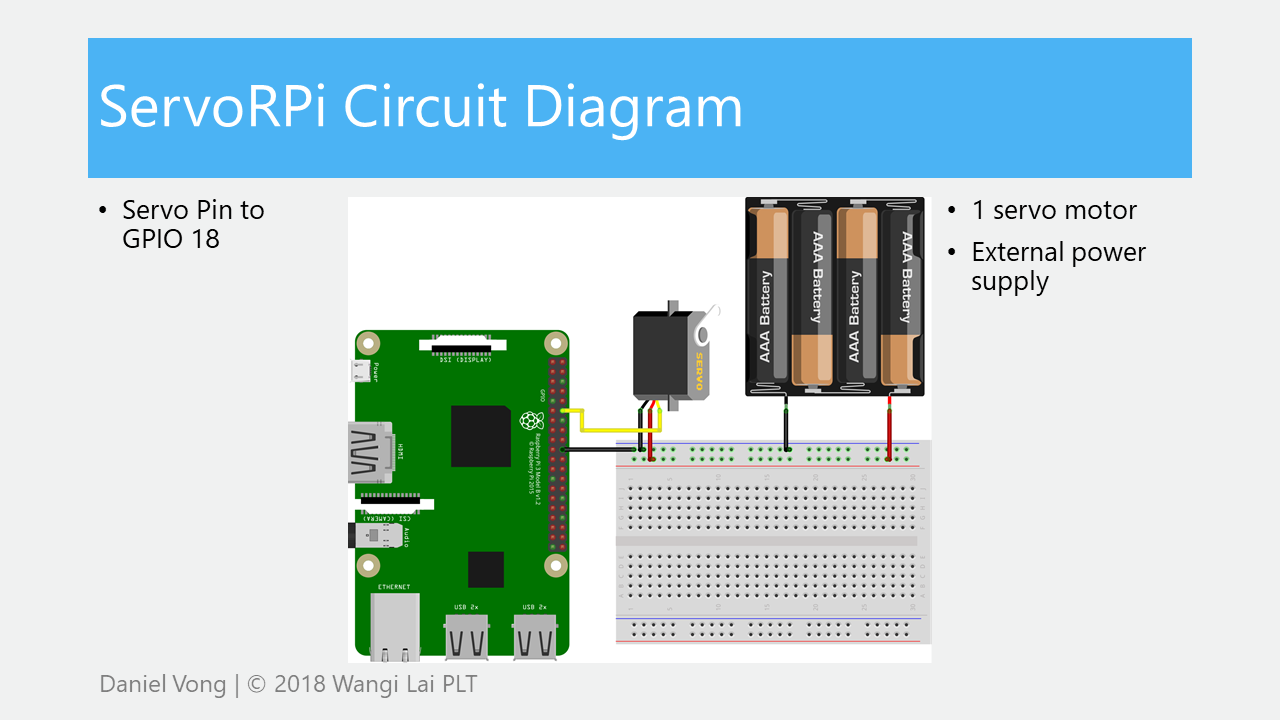 ServoRPi Circuit Diagram
• Servo Pin to
GPIO 18
• 1 servo motor
• External power
supply
AAA Battery
AAA Battery
AAA Battery
AAA Battery
SERVO
DSI (DISPLAY)
Power
GPIO
Raspberry Pi 3 Model B v1.2
© Raspberry Pi 2015
HDMI
CSI (CAMERA)
Audio
ETHERNET
USB 2x
USB 2x
Daniel Vong | © 2018 Wangi Lai PLT